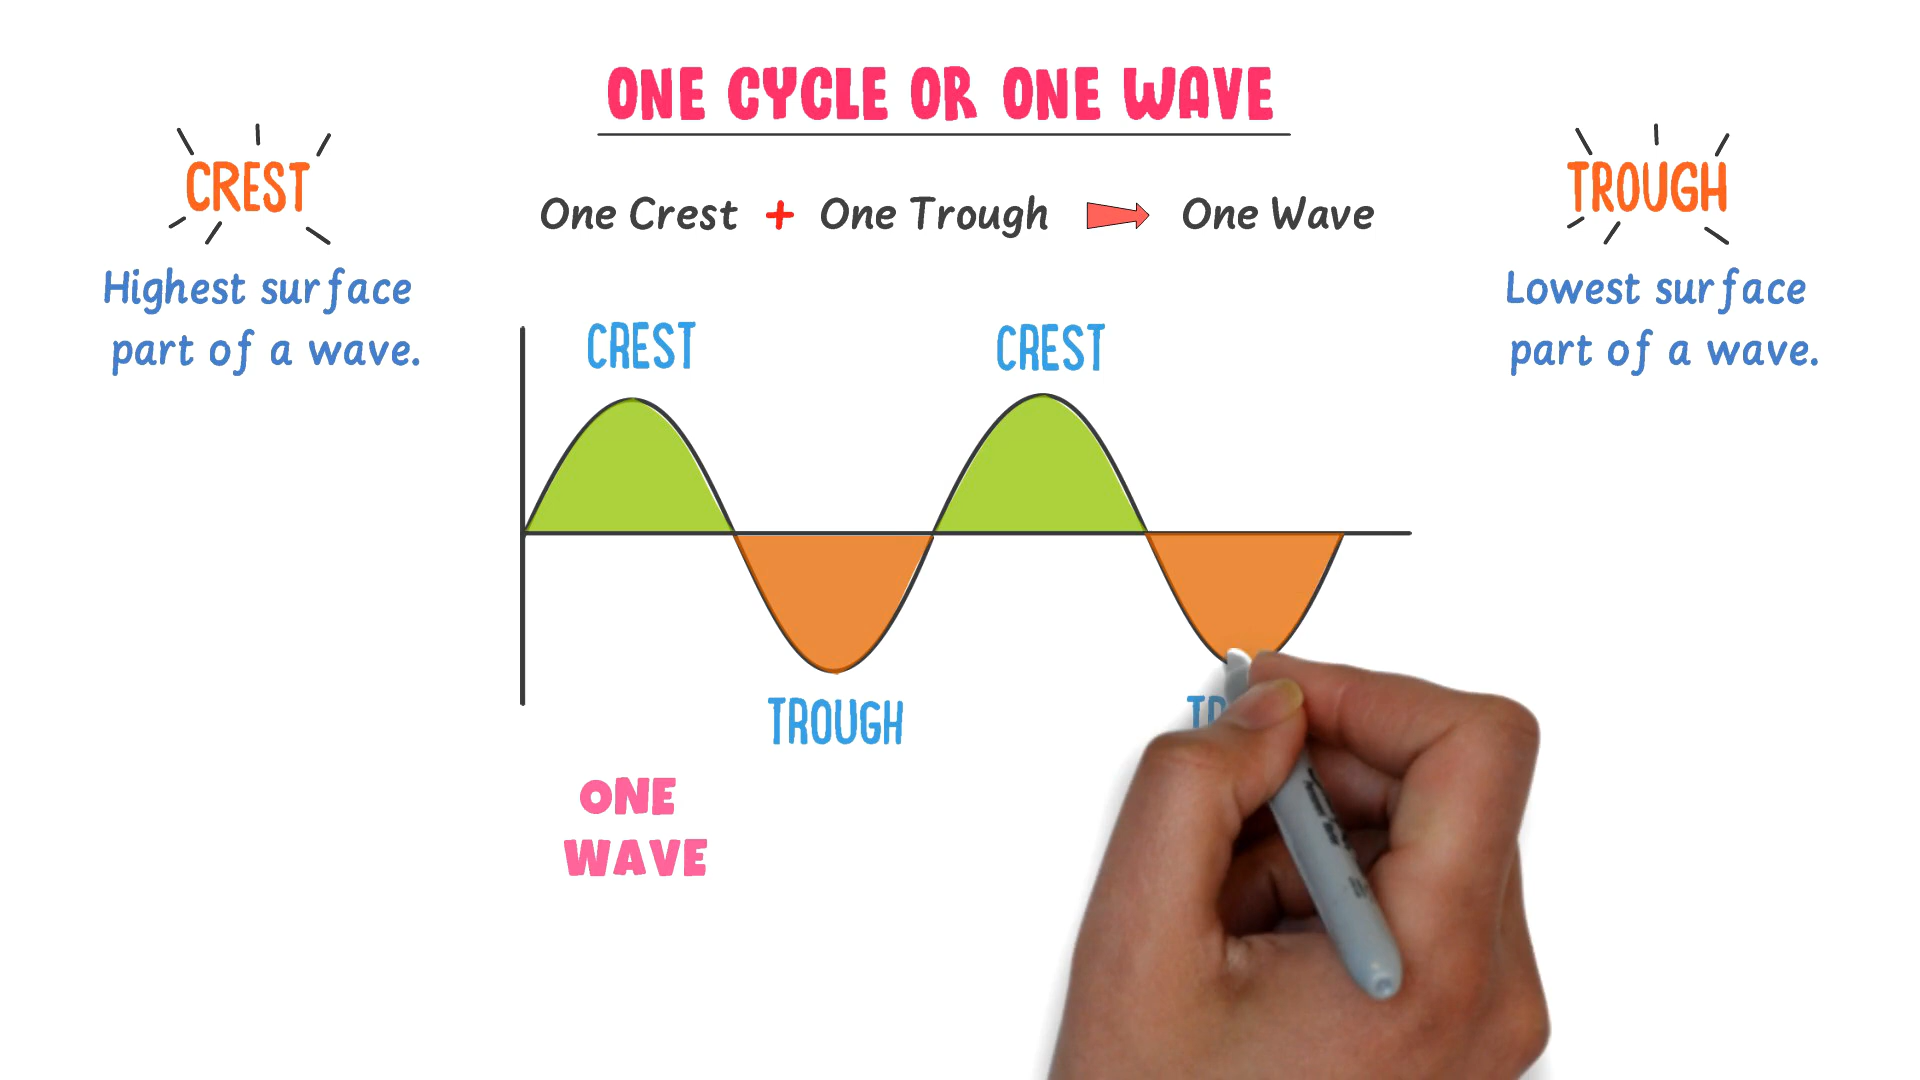 ONE CYCLE OR ONE WAVE
CREST
TROUGH
One Crest + One Trough One Wave
Highest surface
part of a wave.
Lowest surface
part of a wave.
CREST
CREST
TROUGH
ONE
WAVE